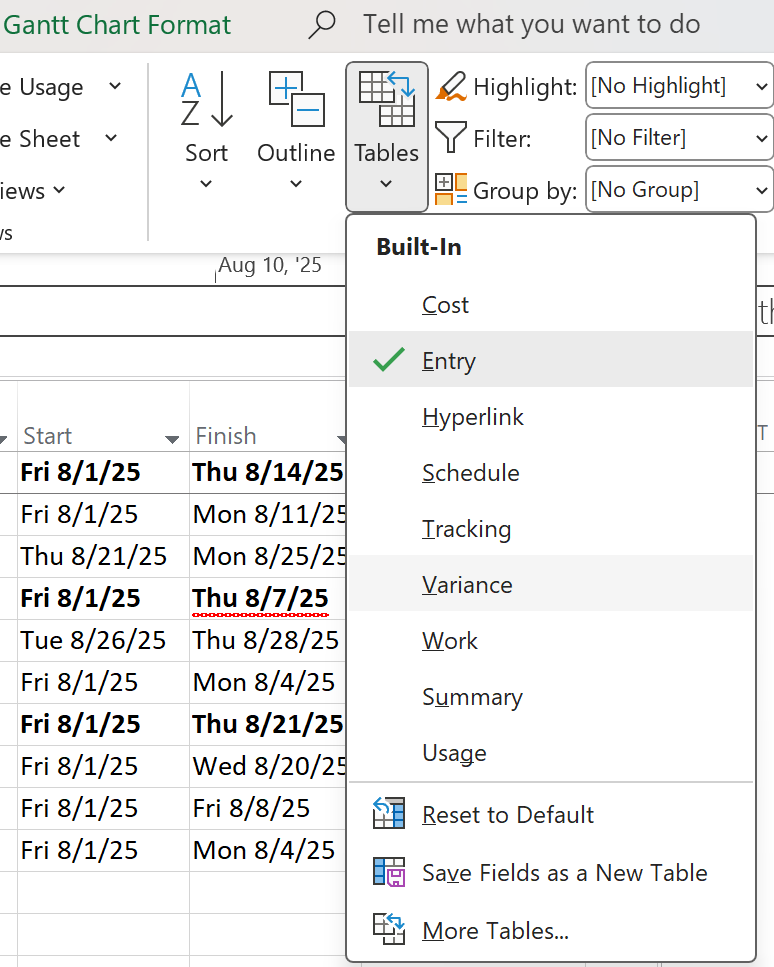 Gantt Chart Format Tell me what you want to do
e Usage
e Sheet
iews
vs
Sort
Outline
Tables
Highlight: [No Highlight]
Filter: [No Filter]
Group by: [No Group]
Built-In
Cost
Entry
Hyperlink
Schedule
Tracking
Variance
Work
Summary
Usage
Reset to Default
Save Fields as a New Table
More Tables...
Aug 10, '25
th
T
Start Finish
Fri 8/1/25 Thu 8/14/25
Fri 8/1/25 Mon 8/11/25
Thu 8/21/25 Mon 8/25/25
Fri 8/1/25 Thu 8/7/25
Tue 8/26/25 Thu 8/28/25
Fri 8/1/25 Mon 8/4/25
Fri 8/1/25 Thu 8/21/25
Fri 8/1/25 Wed 8/20/25
Fri 8/1/25 Fri 8/8/25
Fri 8/1/25 Mon 8/4/25